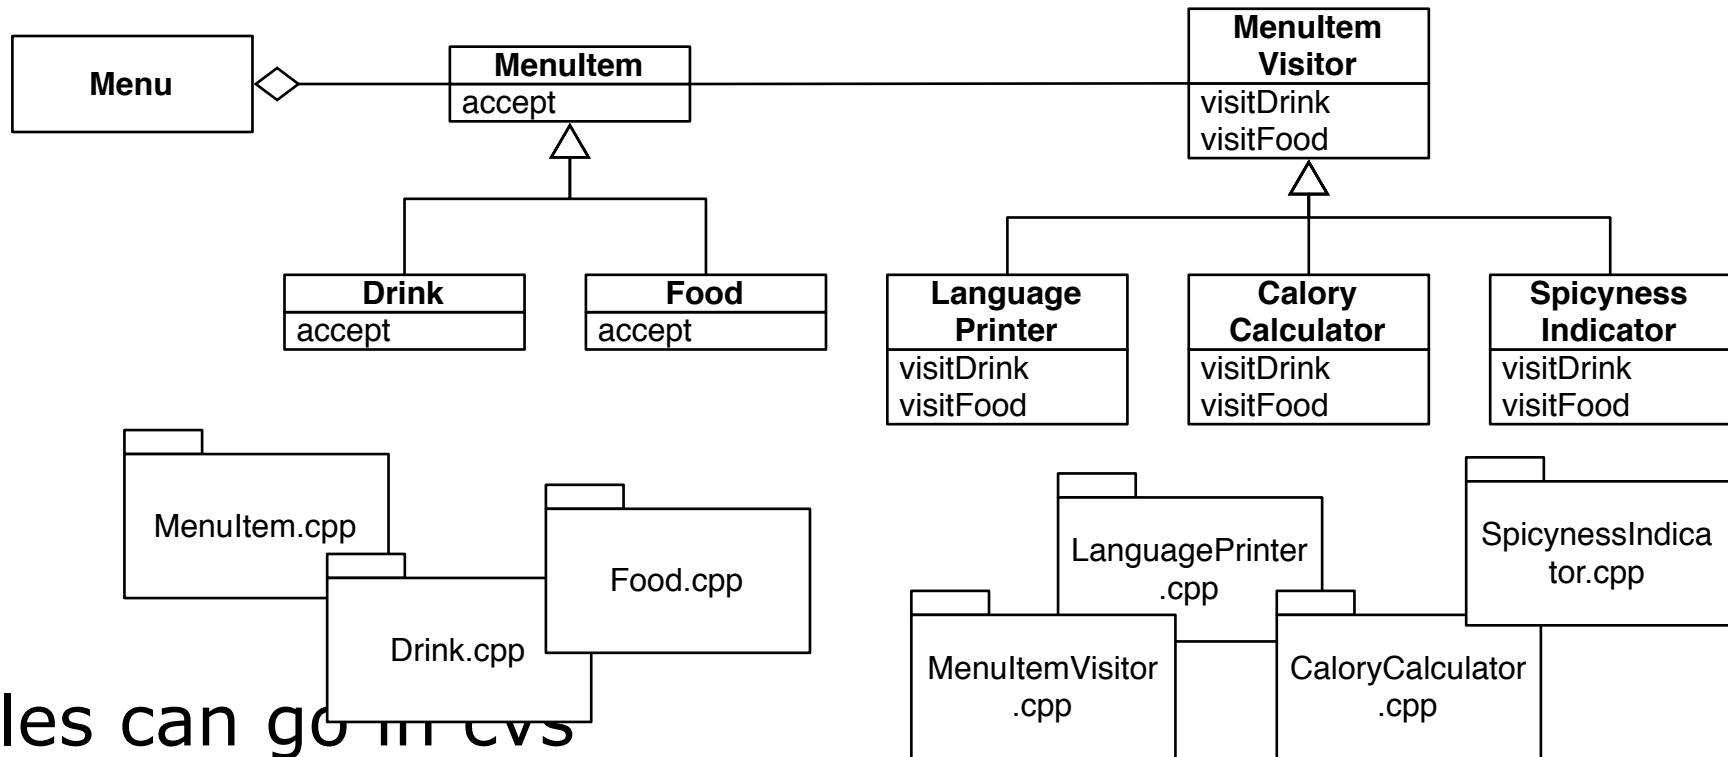 Menu
MenuItem
accept
MenuItem
Visitor
visitDrink
visitFood
Drink
accept
Food
accept
Language
Printer
visitDrink
visitFood
Calory
Calculator
visitDrink
visitFood
Spicyness
Indicator
visitDrink
visitFood
MenuItem.cpp
Drink.cpp
Food.cpp
LanguagePrinter
.cpp
MenuItemVisitor
.cpp
CaloryCalculator
.cpp
SpicynessIndica
tor.cpp
les can go in cvs